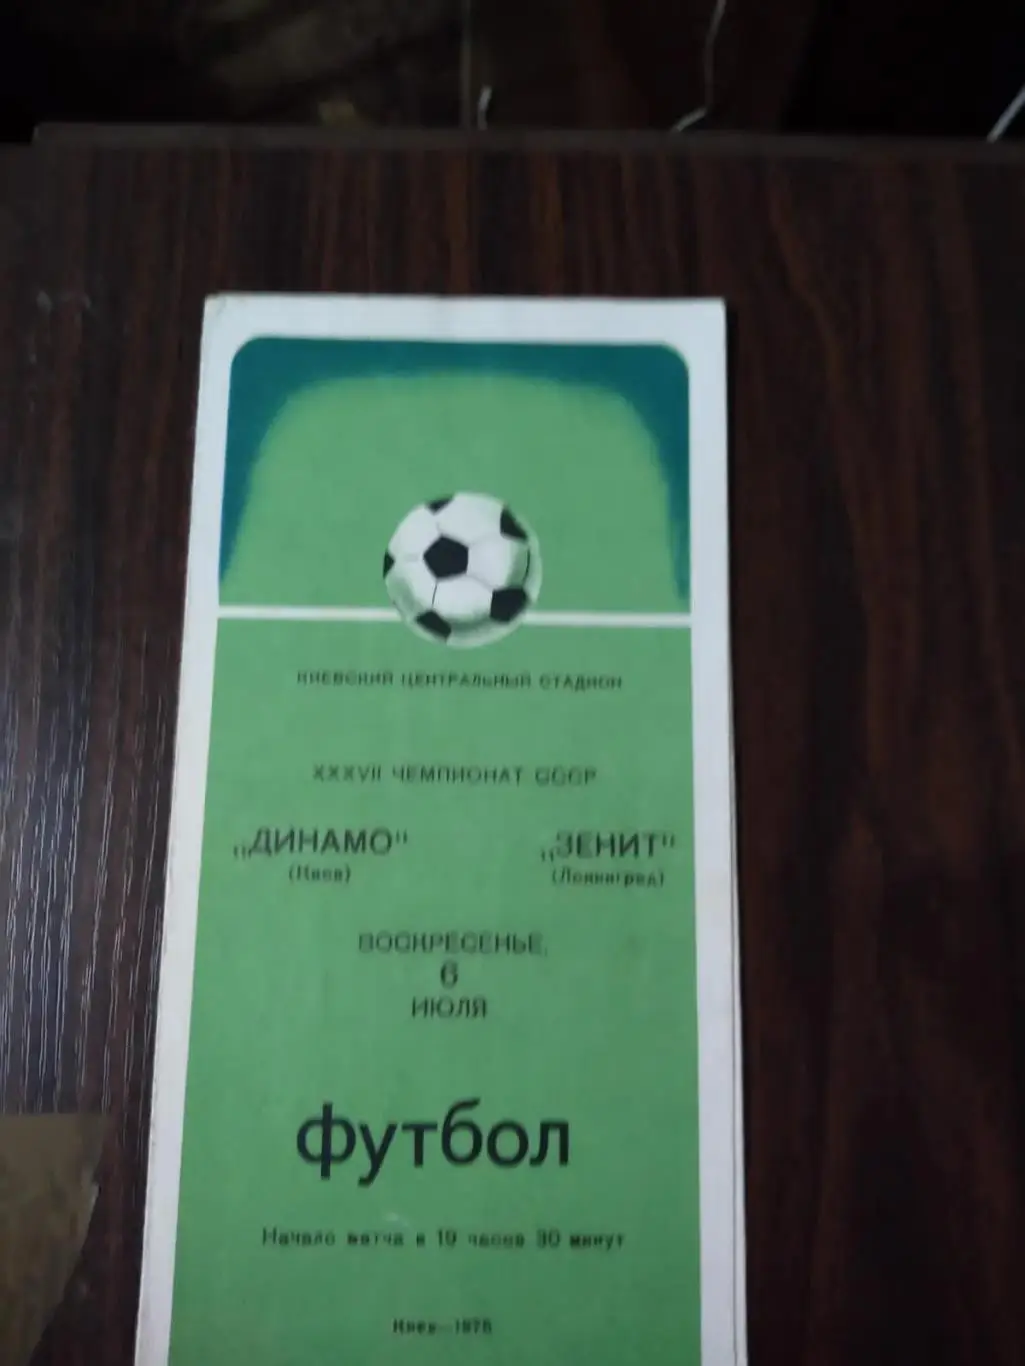 КИЕВСКИЙ ЦЕНТРАЛЬНЫЙ СТАДИОН
XXXVII ЧЕМПИОНАТ СССР
„ДИНАМО" „ЗЕНИТ"
(Киев) (Ленинград)
ВОСКРЕСЕНЬЕ,
6
ИЮЛЯ
футбол
Начало матча в 19 часов 30 минут
Киев—1975